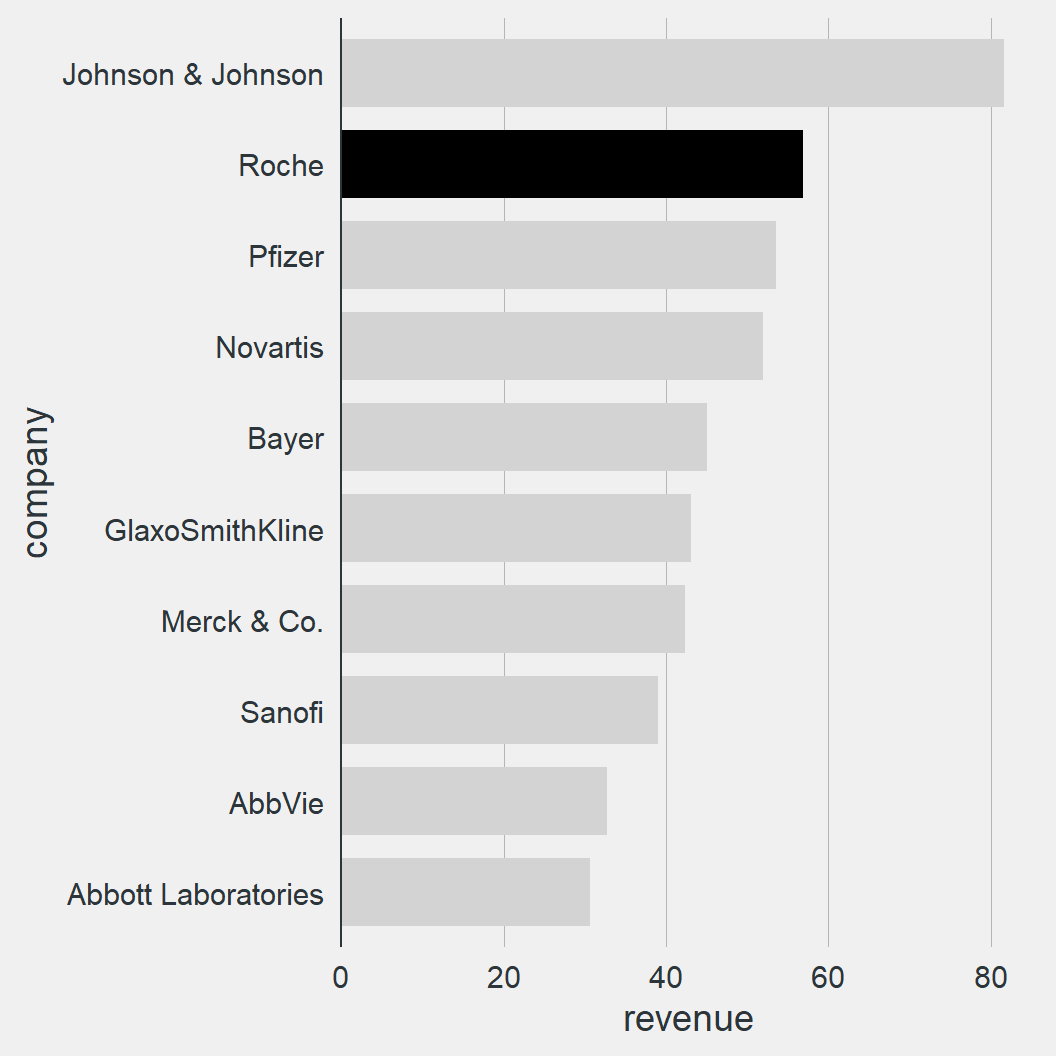 Johnson & Johnson
Roche
Pfizer
Novartis
Bayer
GlaxoSmithKline
Merck & Co.
Sanofi
AbbVie
Abbott Laboratories
company
0 20 40 60 80
revenue